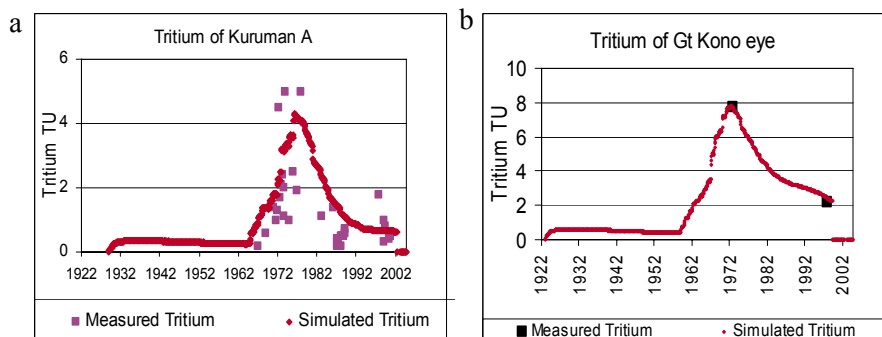 a
Tritium of Kuruman A
Tritium TU
6
4
2
0
1922 1932 1942 1952 1962 1972 1982 1992 2002
Measured Tritium Simulated Tritium
b
Tritium of Gt Kono eye
Tritium TU
10
8
6
4
2
0
1922 1932 1942 1952 1962 1972 1982 1992 2002
Measured Tritium Simulated Tritium